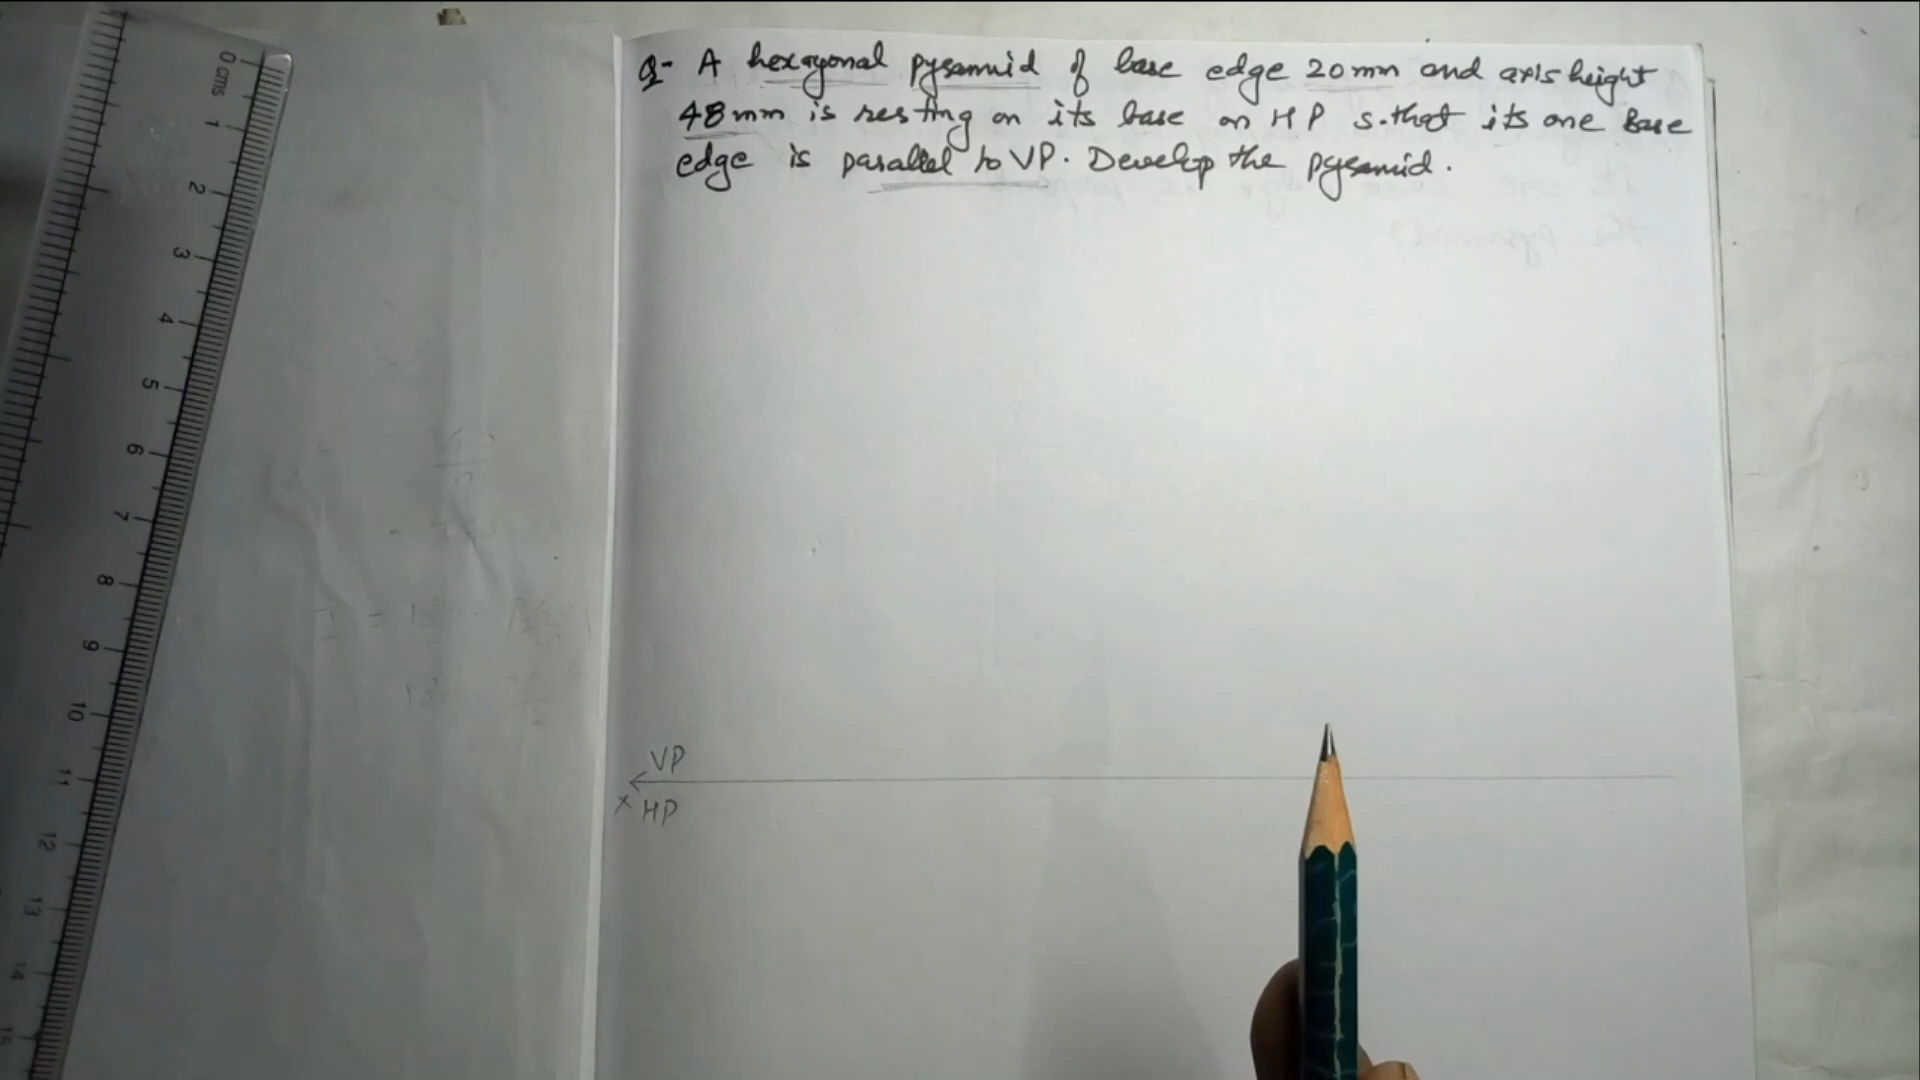 Q- A hexagonal pyramid of base edge 20mm and axis height
48mm is resting on its base on HP s.that its one Base
edge is parallel to VP. Develop the pyramid.
VP
X HP
0 cms
1
2
3
4
5
6
7
8
9
10
11
12
13
14
15